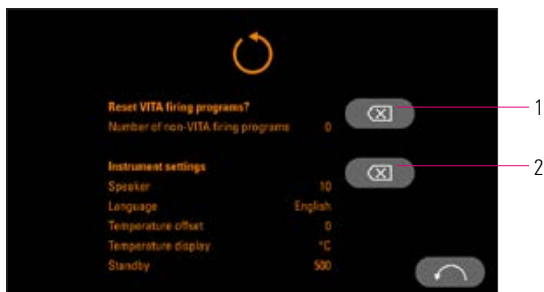 Reset VITA firing programs?
Number of non-VITA firing programs 0
1
Instrument settings
2
Speaker 10
Language English
Temperature offset 0
Temperature display °C
Standby 500